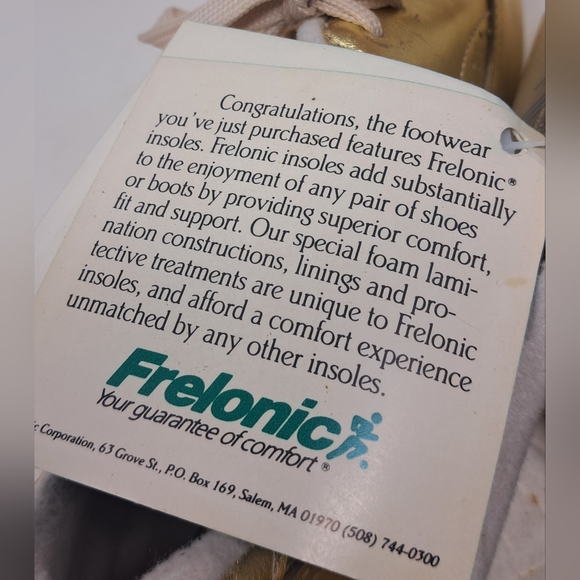 Congratulations, the footwear
you've just purchased features Frelonic®
insoles. Frelonic insoles add substantially
to the enjoyment of any pair of shoes
or boots by providing superior comfort,
fit and support. Our special foam lami-
nation constructions, linings and pro-
tective treatments are unique to Frelonic
insoles, and afford a comfort experience
unmatched by any other insoles.
Frelonic
Your guarantee of comfort®
Corporation, 63 Grove St., P.O. Box 169, Salem, MA 01970 (508) 744-0300